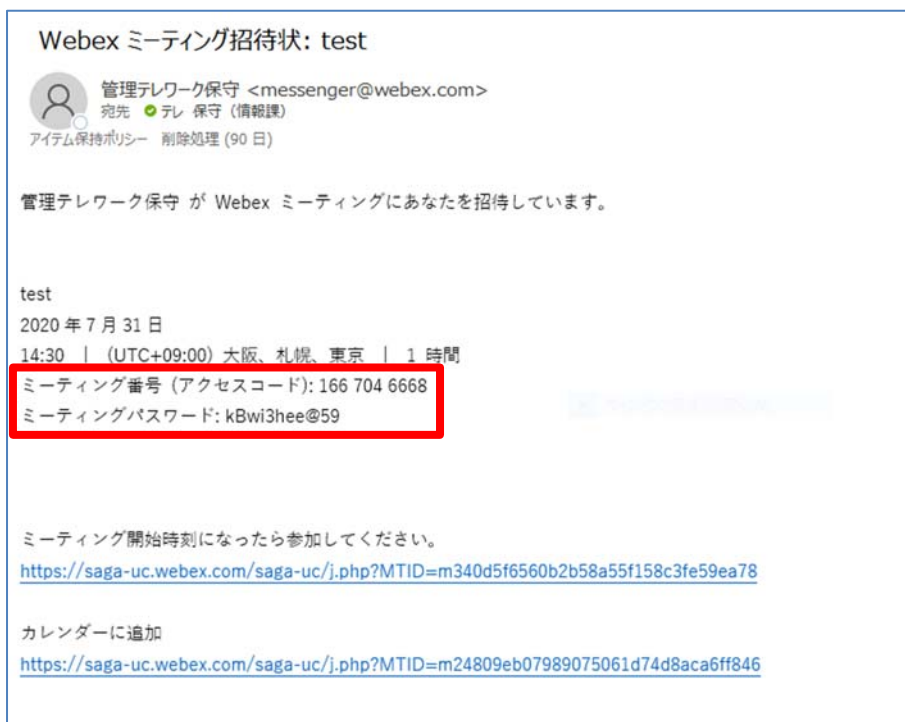 Webex ミーティング招待状: test
管理テレワーク保守 <messenger@webex.com>
宛先 テレ 保守 (情報課)
アイテム保持ポリシー 削除処理 (90 日)
管理テレワーク保守 が Webex ミーティングにあなたを招待しています。
test
2020 年 7 月 31 日
14:30 | (UTC+09:00) 大阪、札幌、東京 | 1 時間
ミーティング番号 (アクセスコード): 166 704 6668
ミーティングパスワード: kBwi3hee@59
ミーティング開始時刻になったら参加してください。
https://saga-uc.webex.com/saga-uc/j.php?MTID=m340d5f6560b2b58a55f158c3fe59ea78
カレンダーに追加
https://saga-uc.webex.com/saga-uc/j.php?MTID=m24809eb07989075061d74d8aca6ff846